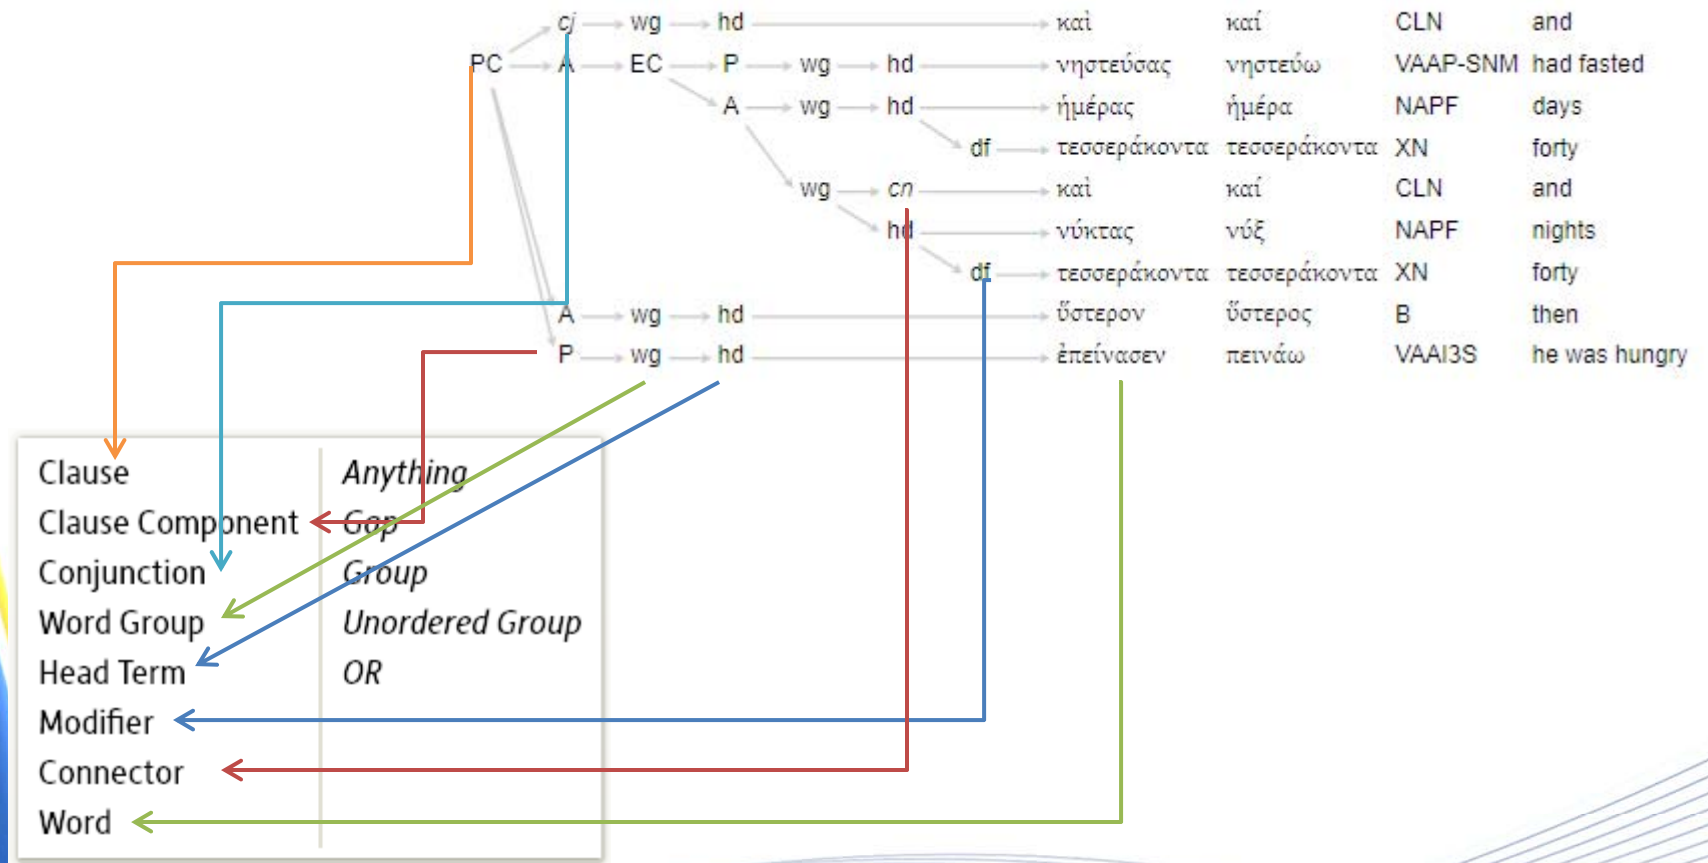 cj wg hd καὶ καί CLN and
PC A EC P wg hd νηστεύσας νηστεύω VAAP-SNM had fasted
A wg hd ἡμέρας ἡμέρα NAPF days
df τεσσεράκοντα τεσσεράκοντα XN forty
wg cn καὶ καί CLN and
hd νύκτας νύξ NAPF nights
df τεσσεράκοντα τεσσεράκοντα XN forty
A wg hd ὕστερον ὕστερος B then
P wg hd ἐπείνασεν πεινάω VAAI3S he was hungry
Clause Anything
Clause Component Gap
Conjunction Group
Word Group Unordered Group
Head Term OR
Modifier
Connector
Word